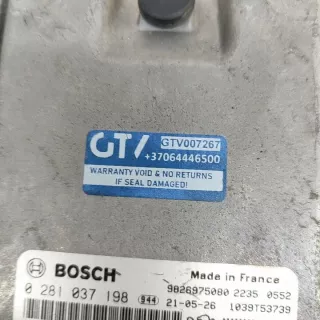 GTV GTV007267
+37064446500
WARRANTY VOID & NO RETURNS
IF SEAL DAMAGED!
BOSCH Made in France
9826975080 2235 0552
0 281 037 198 944 21-05-26 1039T53739